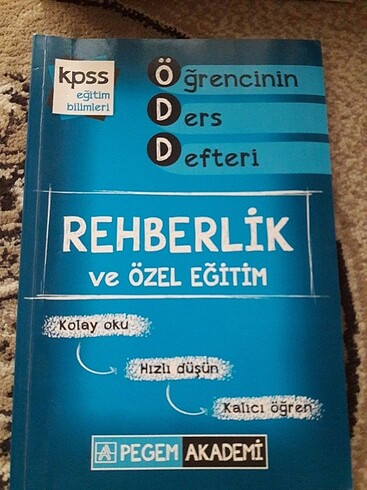 kpss
eğitim
bilimleri
Öğrencinin
Ders
Defteri
REHBERLİK
ve ÖZEL EĞİTİM
Kolay oku
Hızlı düşün
Kalıcı öğren
PEGEM AKADEMİ